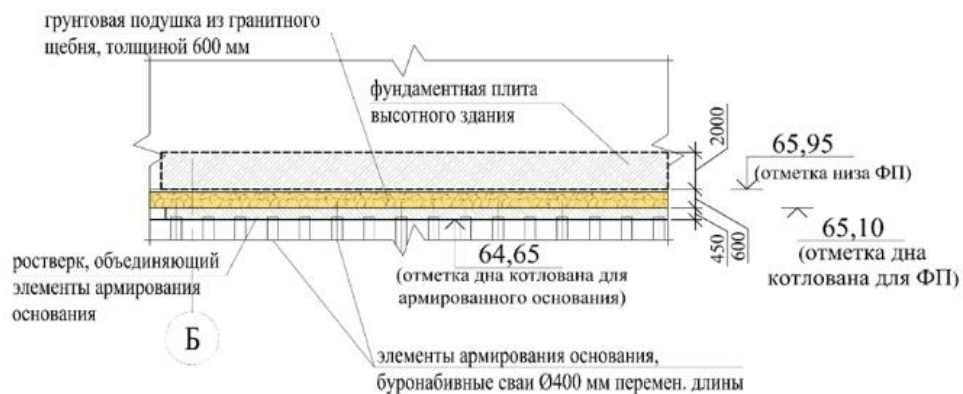 грунтовая подушка из гранитного
щебня, толщиной 600 мм
фундаментная плита
высотного здания
2000
65,95
(отметка низа ФП)
450
600
65,10
(отметка дна
котлована для ФП)
64,65
(отметка дна котлована для
армированного основания)
ростверк, объединяющий
элементы армирования
основания
Б
элементы армирования основания,
буронабивные сваи Ø400 мм перемен. длины